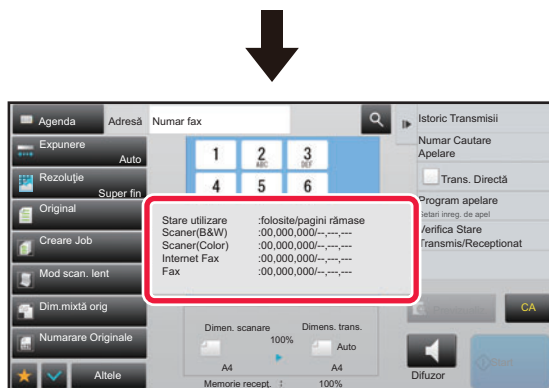 Agenda
Adresă
Numar fax
Expunere
Auto
Rezoluţie
Super fin
Original
Creare Job
Mod scan. lent
Dim.mixtă orig
Numarare Originale
Altele
1
2
ABC
3
DEF
4
5
6
Stare utilizare :folosite/pagini rămase
Scaner(B&W) :00,000,000/--,---,---
Scaner(Color) :00,000,000/--,---,---
Internet Fax :00,000,000/--,---,---
Fax :00,000,000/--,---,---
Dimen. scanare
100%
Dimens. trans.
Auto
A4
A4
Memorie recept. : 100%
Istoric Transmisii
Numar Cautare
Apelare
Trans. Directă
Program apelare
Setari inreg. de apel
Verifica Stare
Transmis/Receptionat
CA
Difuzor
Start